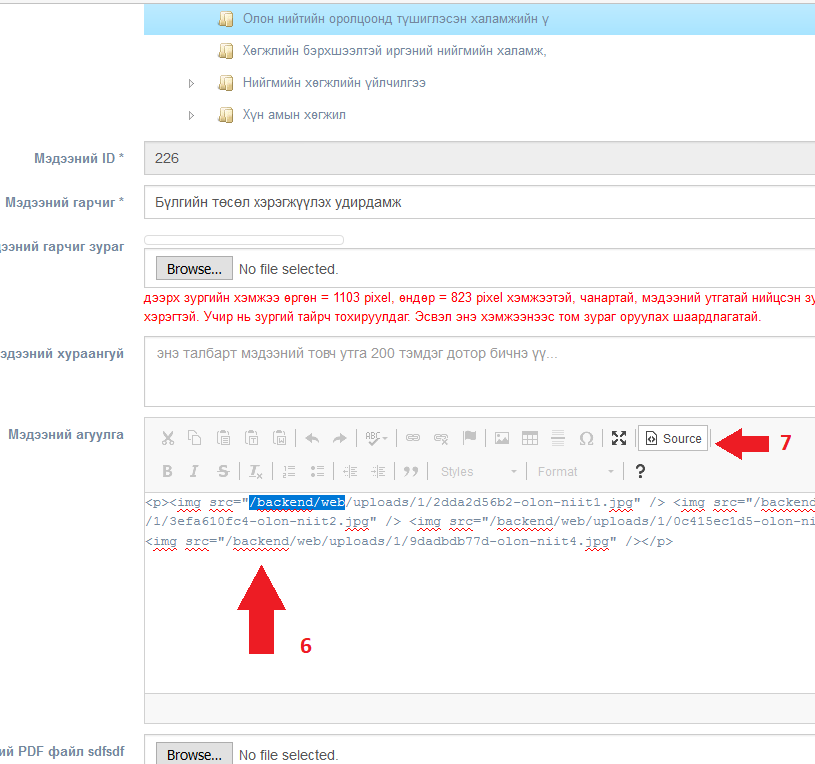 Олон нийтийн оролцоонд түшиглэсэн халамжийн ү
Хөгжлийн бэрхшээлтэй иргэний нийгмийн халамж,
Нийгмийн хөгжлийн үйлчилгээ
Хүн амын хөгжил
Мэдээний ID * 226
Мэдээний гарчиг * Бүлгийн төсөл хэрэгжүүлэх удирдамж
дээний гарчиг зураг
Browse... No file selected.
дээрх зургийн хэмжээ өргөн = 1103 pixel, өндөр = 823 pixel хэмжээтэй, чанартай, мэдээний утгатай нийцсэн зу
хэрэгтэй. Учир нь зургий тайрч тохируулдаг. Эсвэл энэ хэмжээнээс том зураг оруулах шаардлагатай.
эдээний хураангуй энэ талбарт мэдээний товч утга 200 тэмдэг дотор бичнэ үү...
Мэдээний агуулга ABC Ω Source 7
B I S Tx Styles Format ?
<p><img src="/backend/web/uploads/1/2dda2d56b2-olon-niit1.jpg" /> <img src="/backend
/1/3efa610fc4-olon-niit2.jpg" /> <img src="/backend/web/uploads/1/0c415ec1d5-olon-ni
<img src="/backend/web/uploads/1/9dadbdb77d-olon-niit4.jpg" /></p>
6
ий PDF файл sdfsdf Browse... No file selected.